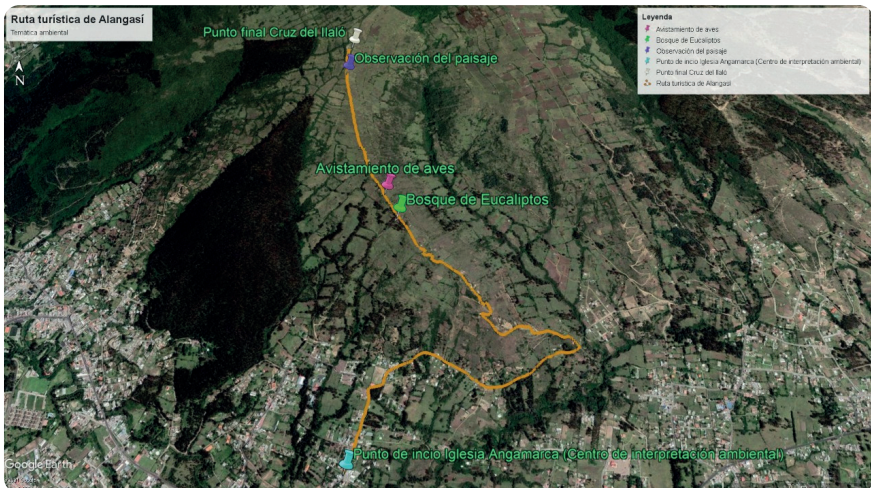 Ruta turística de Alangasí
Temática ambiental
N
Leyenda
Avistamiento de aves
Bosque de Eucaliptos
Observación del paisaje
Punto de incio Iglesia Angamarca (Centro de interpretación ambiental)
Punto final Cruz del Ilaló
Ruta turística de Alangasí
Punto final Cruz del Ilaló
Observación del paisaje
Avistamiento de aves
Bosque de Eucaliptos
Punto de incio Iglesia Angamarca (Centro de interpretación ambiental)
Google Earth